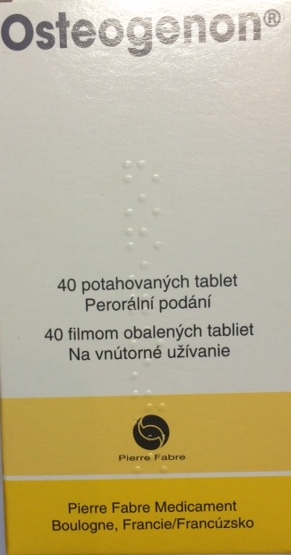 Osteogenon®
40 potahovaných tablet
Perorální podání
40 filmom obalených tabliet
Na vnútorné užívanie
Pierre Fabre
Pierre Fabre Medicament
Boulogne, Francie/Francúzsko